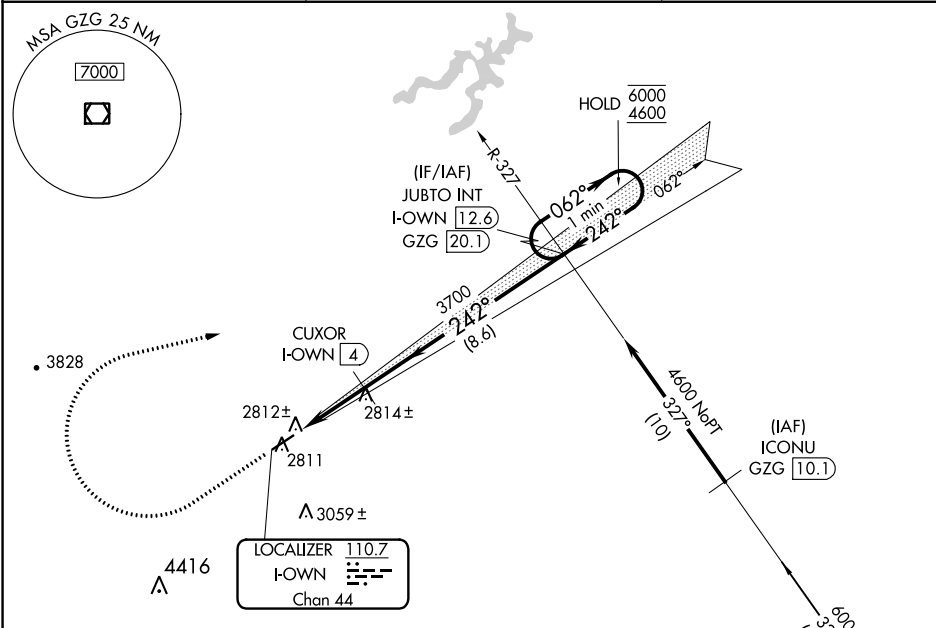 MSA GZG 25 NM
7000
HOLD
6000
4600
R-327
(IF/IAF)
JUBTO INT
I-OWN 12.6
GZG 20.1
062°
1 min
242°
062°
3700
242°
(8.6)
CUXOR
I-OWN 4
3828
2812±
2814±
2811
4600 NoPT
327°
(10)
(IAF)
ICONU
GZG 10.1
3059±
4416
LOCALIZER 110.7
I-OWN
Chan 44